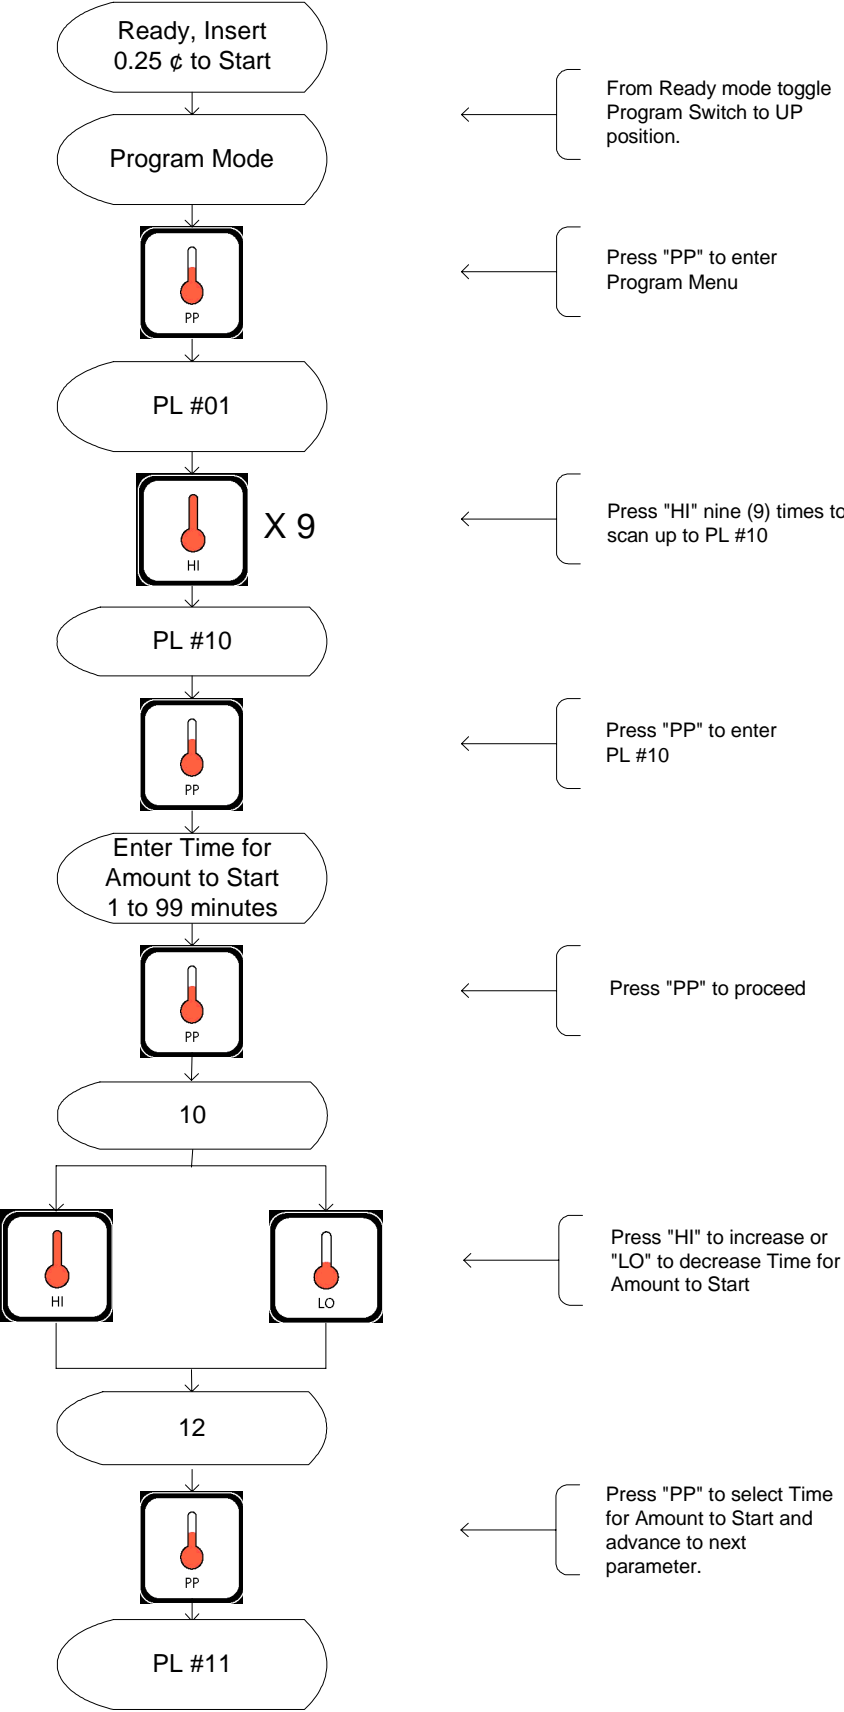 Ready, Insert
0.25 ¢ to Start
From Ready mode toggle
Program Switch to UP
position.
Program Mode
PP
Press "PP" to enter
Program Menu
PL #01
HI
X 9
Press "HI" nine (9) times to
scan up to PL #10
PL #10
PP
Press "PP" to enter
PL #10
Enter Time for
Amount to Start
1 to 99 minutes
PP
Press "PP" to proceed
10
HI
LO
Press "HI" to increase or
"LO" to decrease Time for
Amount to Start
12
PP
Press "PP" to select Time
for Amount to Start and
advance to next
parameter.
PL #11